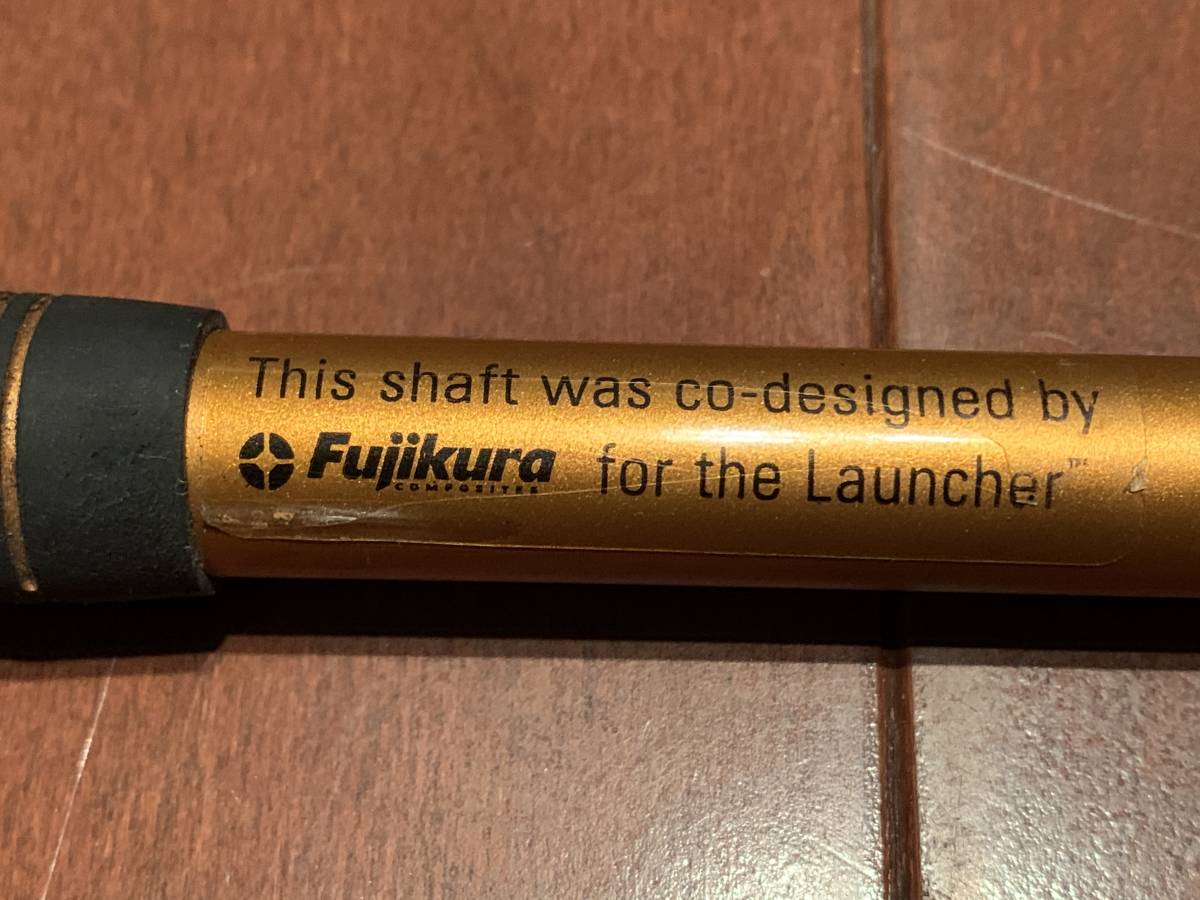 This shaft was co-designed by
Fujikura for the Launcher™
COMPOSITES